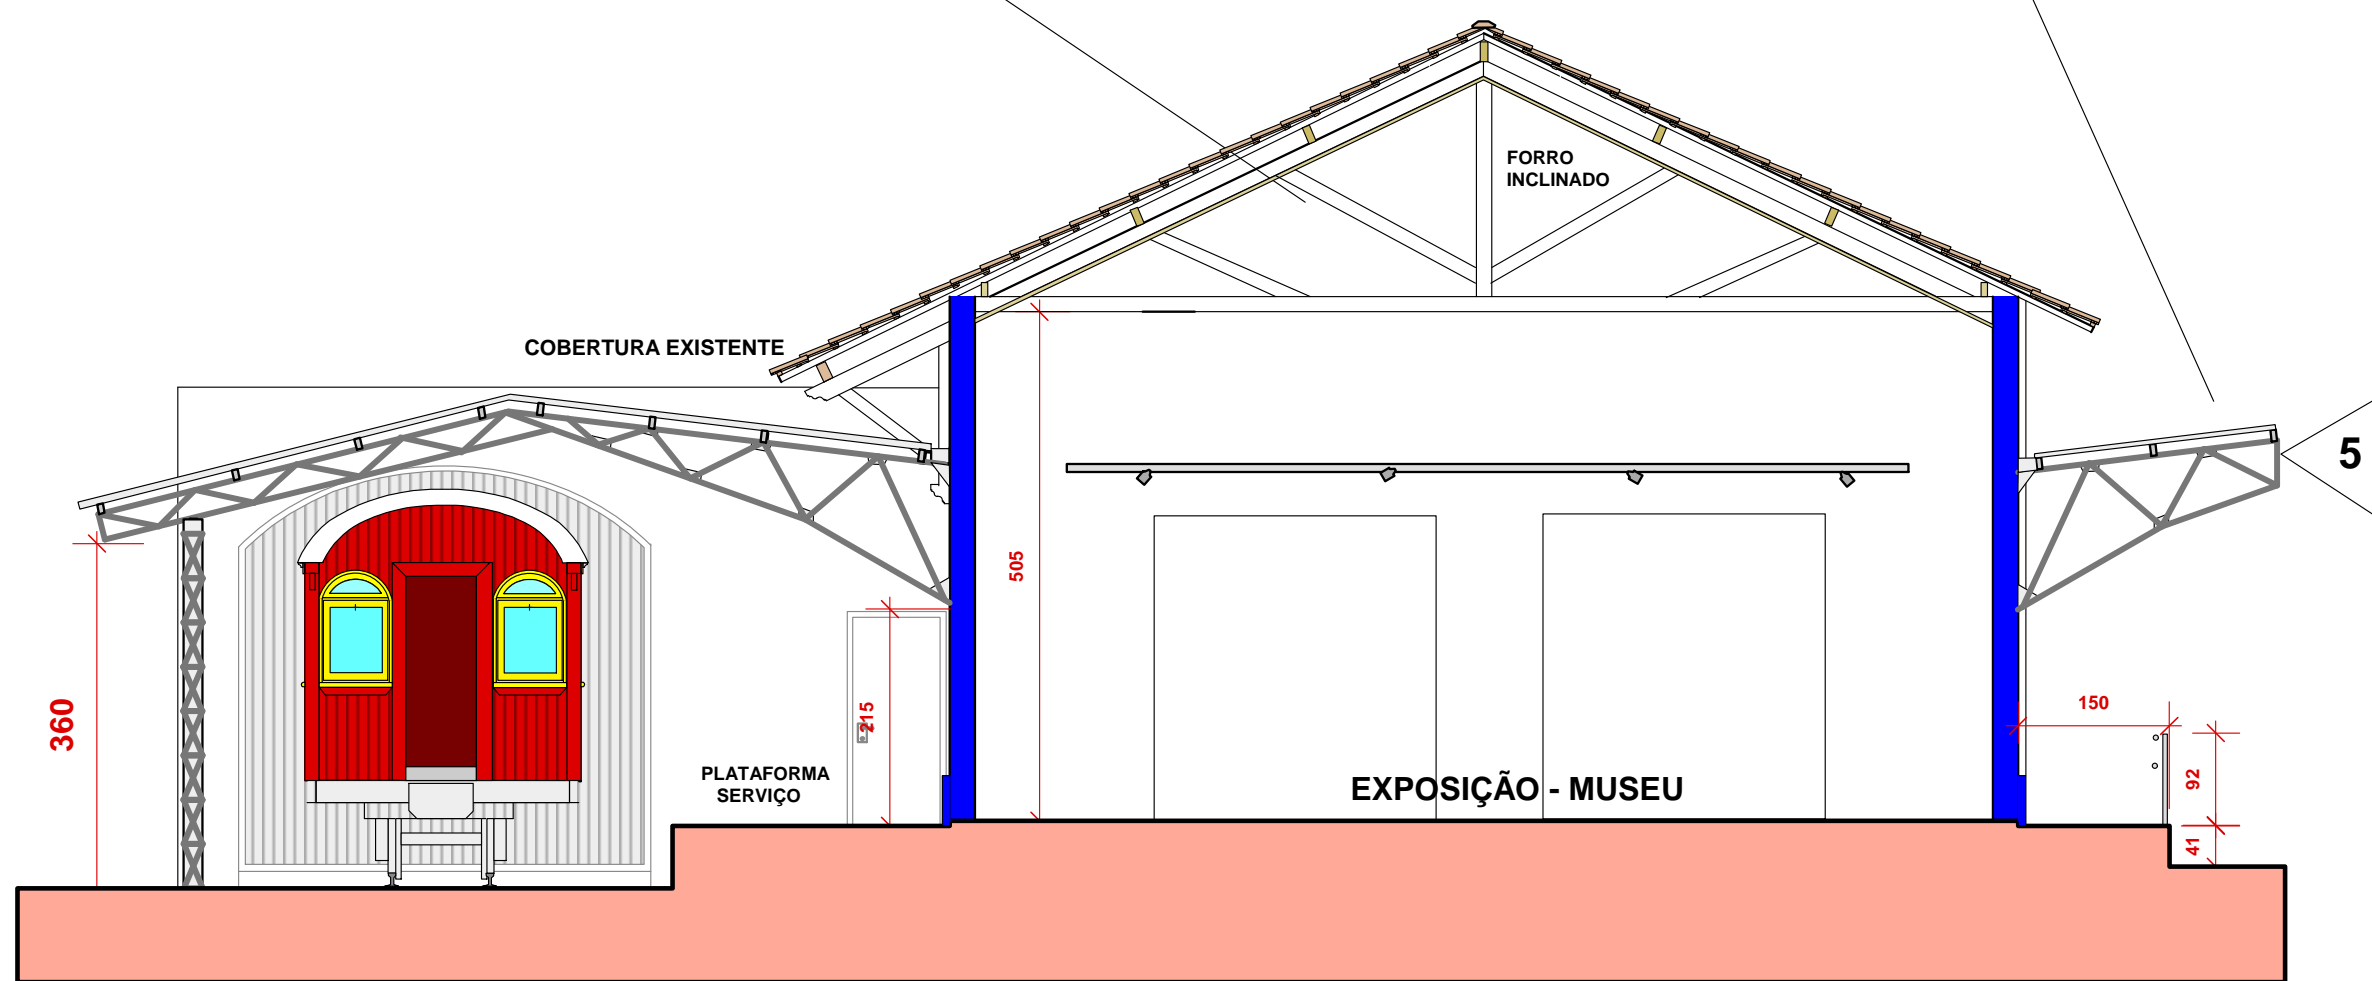 FORRO
INCLINADO
COBERTURA EXISTENTE
5
505
360
215
150
PLATAFORMA
SERVIÇO
EXPOSIÇÃO - MUSEU
92
41